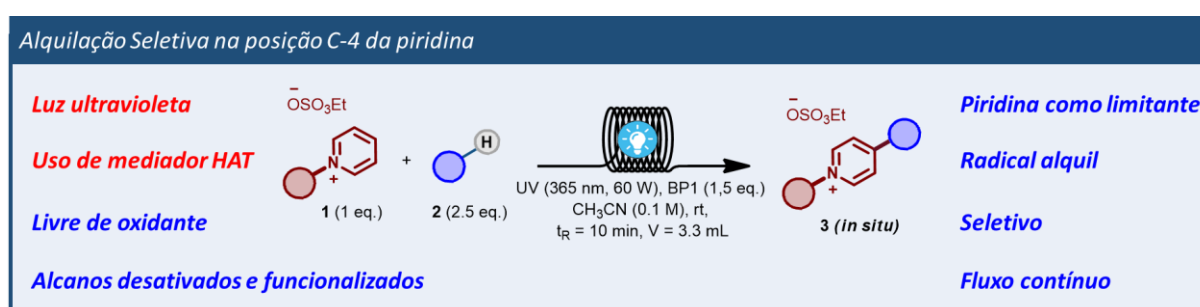 Alquilação Seletiva na posição C-4 da piridina
Luz ultravioleta
Uso de mediador HAT
Livre de oxidante
Alcanos desativados e funcionalizados
−
OSO₃Et
N
+
1 (1 eq.)
+
H
2 (2.5 eq.)
UV (365 nm, 60 W), BP1 (1,5 eq.)
CH₃CN (0.1 M), rt,
t_R = 10 min, V = 3.3 mL
−
OSO₃Et
N
+
3 (in situ)
Piridina como limitante
Radical alquil
Seletivo
Fluxo contínuo